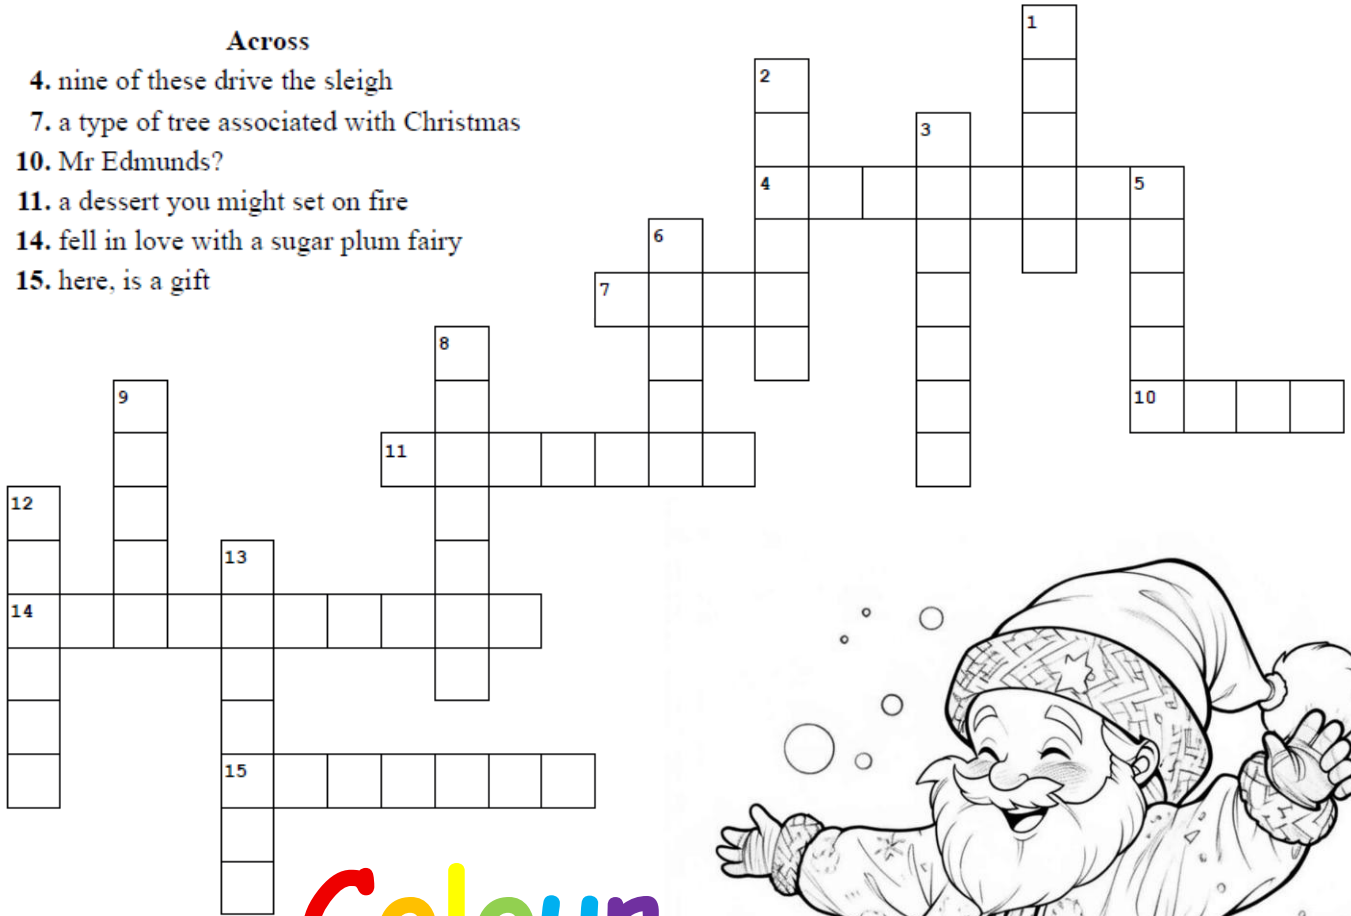 Across
4. nine of these drive the sleigh
7. a type of tree associated with Christmas
10. Mr Edmunds?
11. a dessert you might set on fire
14. fell in love with a sugar plum fairy
15. here, is a gift
1
2
3
4 5
6
7
8
9 10
11
12
13
14
15
Colour